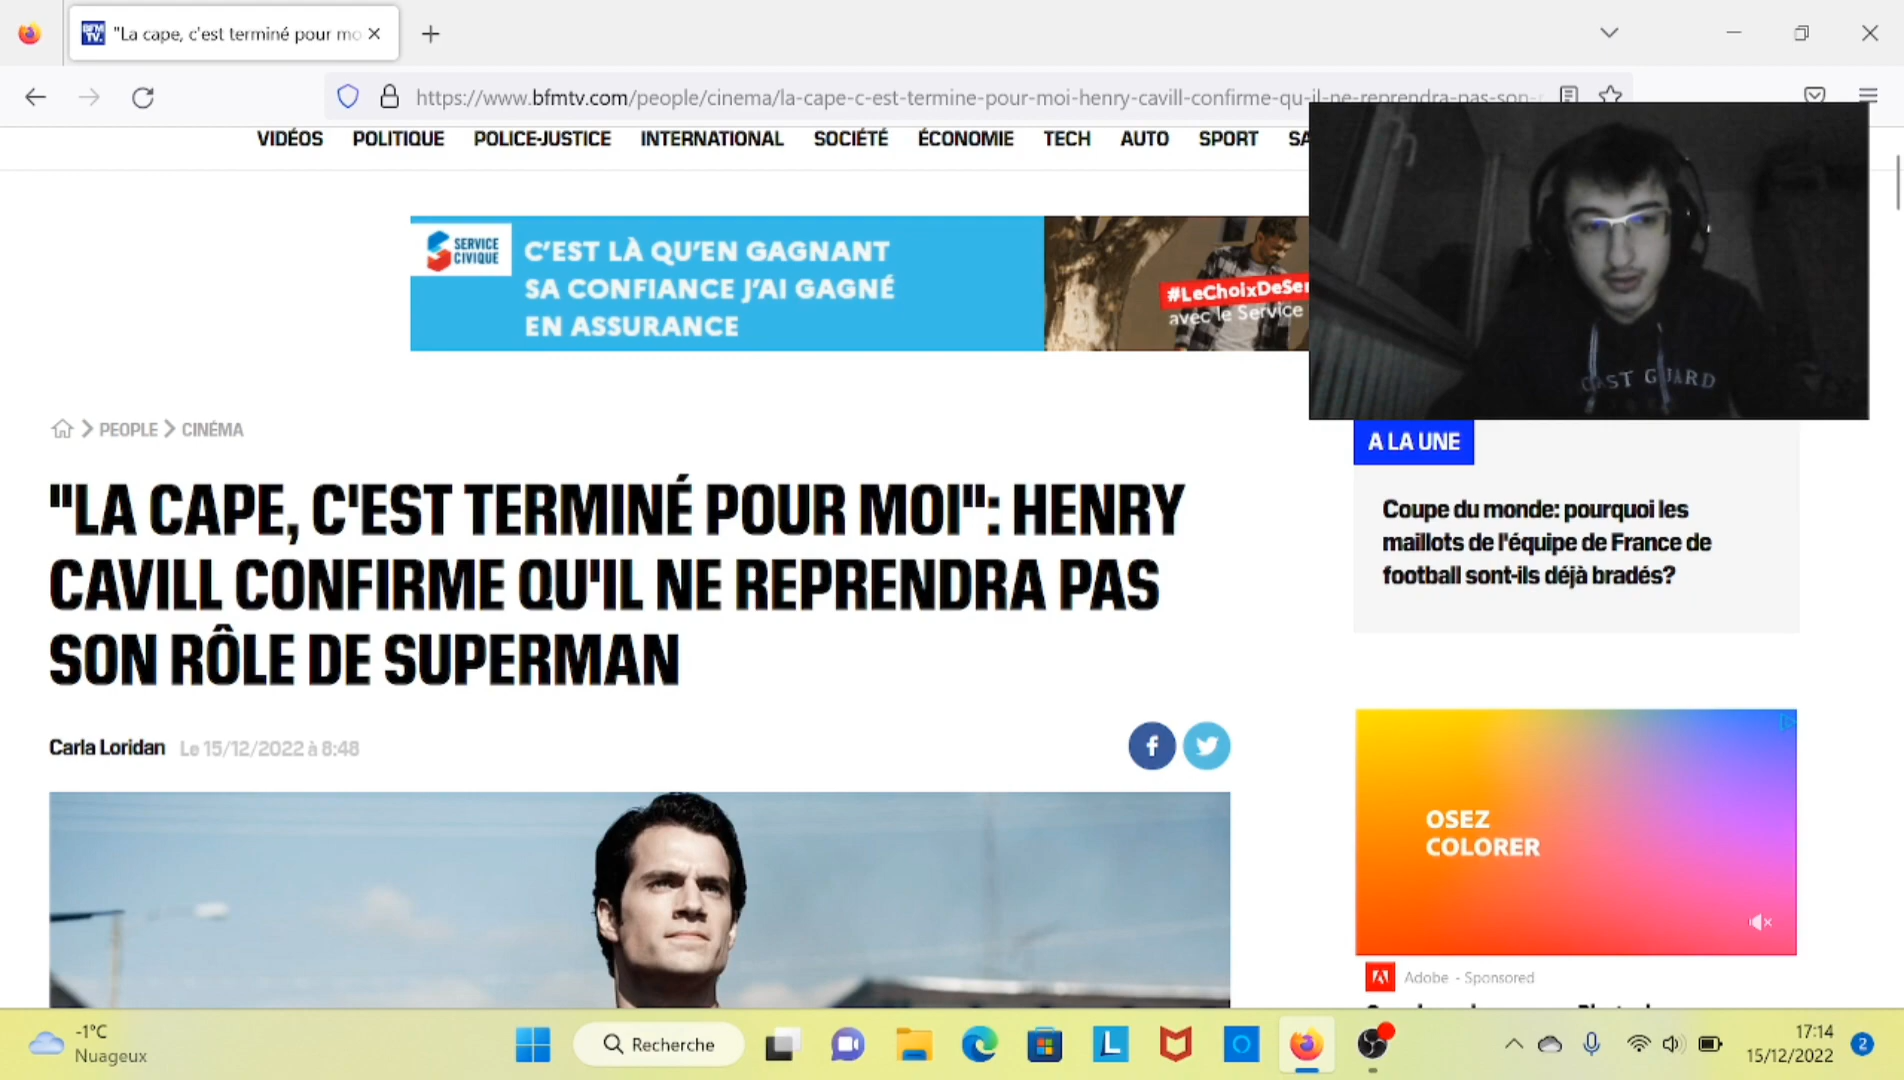 "La cape, c'est terminé pour mo
https://www.bfmtv.com/people/cinema/la-cape-c-est-termine-pour-moi-henry-cavill-confirme-qu-il-ne-reprendra-pas-son-r
VIDÉOS POLITIQUE POLICE-JUSTICE INTERNATIONAL SOCIÉTÉ ÉCONOMIE TECH AUTO SPORT SA
SERVICE
CIVIQUE
C'EST LÀ QU'EN GAGNANT
SA CONFIANCE J'AI GAGNÉ
EN ASSURANCE
#LeChoixDeSer
avec le Service
GUARD
PEOPLE CINÉMA
A LA UNE
"LA CAPE, C'EST TERMINÉ POUR MOI": HENRY
CAVILL CONFIRME QU'IL NE REPRENDRA PAS
SON RÔLE DE SUPERMAN
Coupe du monde: pourquoi les
maillots de l'équipe de France de
football sont-ils déjà bradés?
Carla Loridan Le 15/12/2022 à 8:48
OSEZ
COLORER
Adobe - Sponsored
-1°C
Nuageux
Recherche
17:14
15/12/2022
2